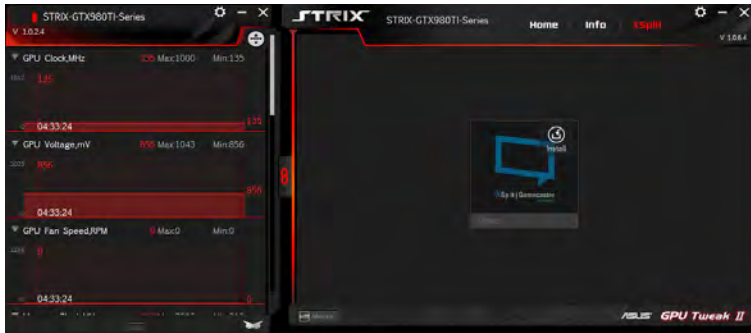 STRIX-GTX980TI-Series
V 1.0.2.4
GPU Clock,MHz 135 Max:1000 Min:135
135
04:33:24
135
GPU Voltage,mV 856 Max:1043 Min:856
856
856
04:33:24
GPU Fan Speed,RPM 0 Max:0 Min:0
0
04:33:24
0
STRIX
STRIX-GTX980TI-Series
Home
Info
XSplit
V 1.0.6.4
Install
XSplit | Gamecaster
ASUS GPU Tweak II